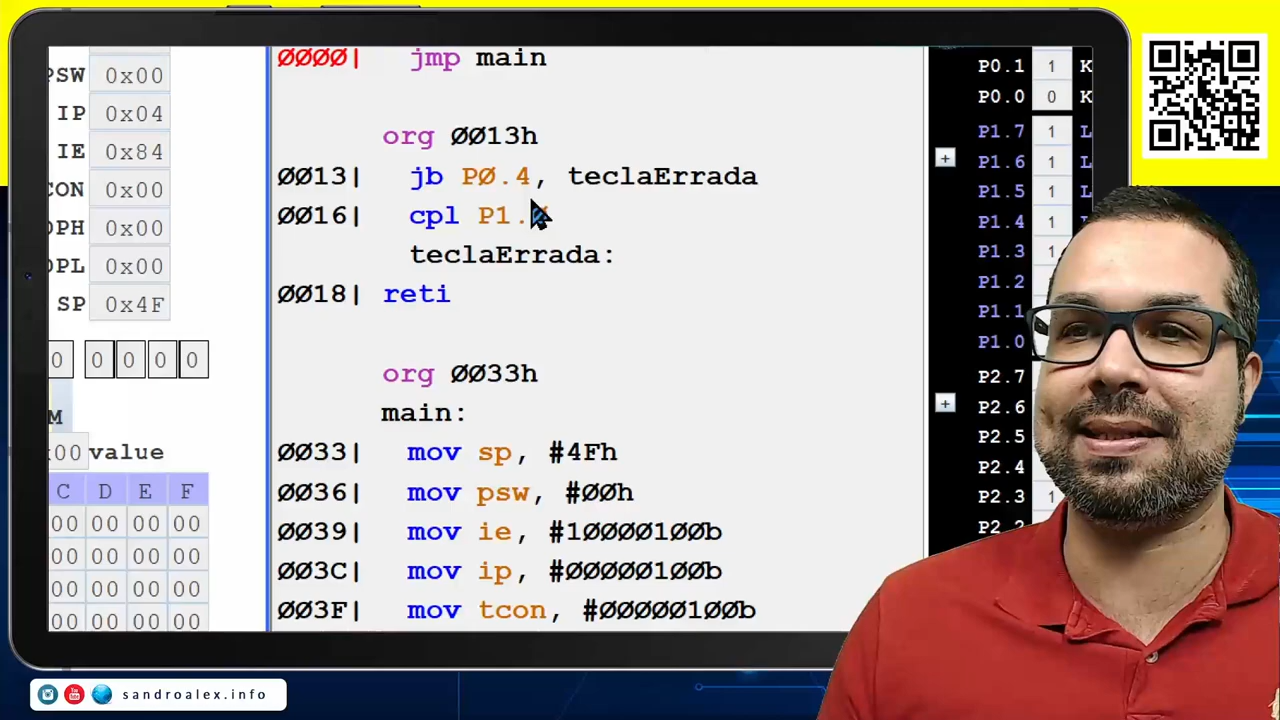 PSW 0x00
IP 0x04
IE 0x84
CON 0x00
DPH 0x00
DPL 0x00
SP 0x4F
0 0 0 0 0
M
00 value
C D E F
00 00 00 00
00 00 00 00
00 00 00 00
00 00 00 00
0000| jmp main
org 0013h
0013| jb P0.4, teclaErrada
0016| cpl P1.
teclaErrada:
0018| reti
org 0033h
main:
0033| mov sp, #4Fh
0036| mov psw, #00h
0039| mov ie, #10000100b
003C| mov ip, #00000100b
003F| mov tcon, #00000100b
P0.1 1 K
P0.0 0 K
P1.7 1 L
+ P1.6 1 L
P1.5 1 L
P1.4 1 L
P1.3 1
P1.2
P1.1
P1.0
P2.7
+ P2.6
P2.5
P2.4
P2.3 1
P2.2
sandroalex.info